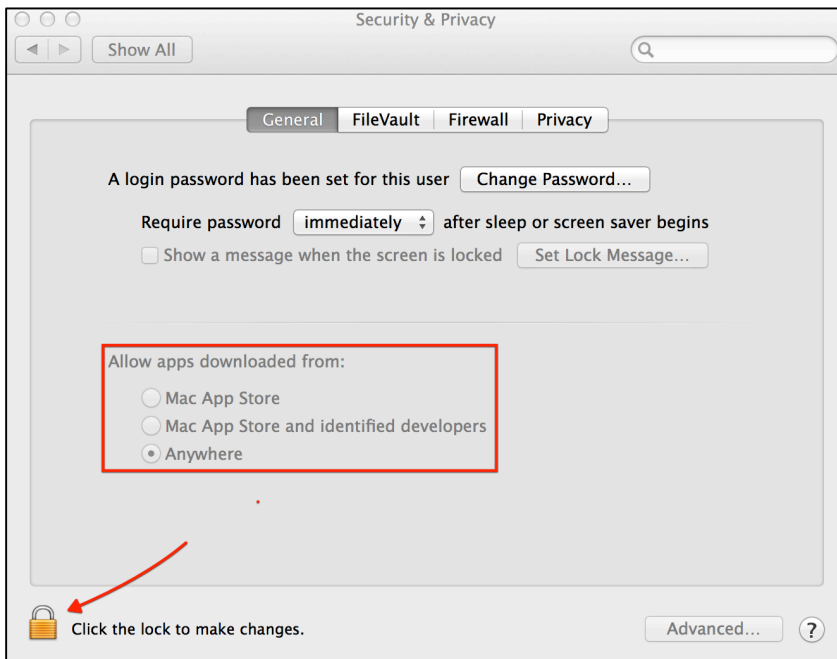 Security & Privacy
Show All
General FileVault Firewall Privacy
A login password has been set for this user Change Password...
Require password immediately after sleep or screen saver begins
Show a message when the screen is locked Set Lock Message...
Allow apps downloaded from:
Mac App Store
Mac App Store and identified developers
Anywhere
Click the lock to make changes. Advanced... ?